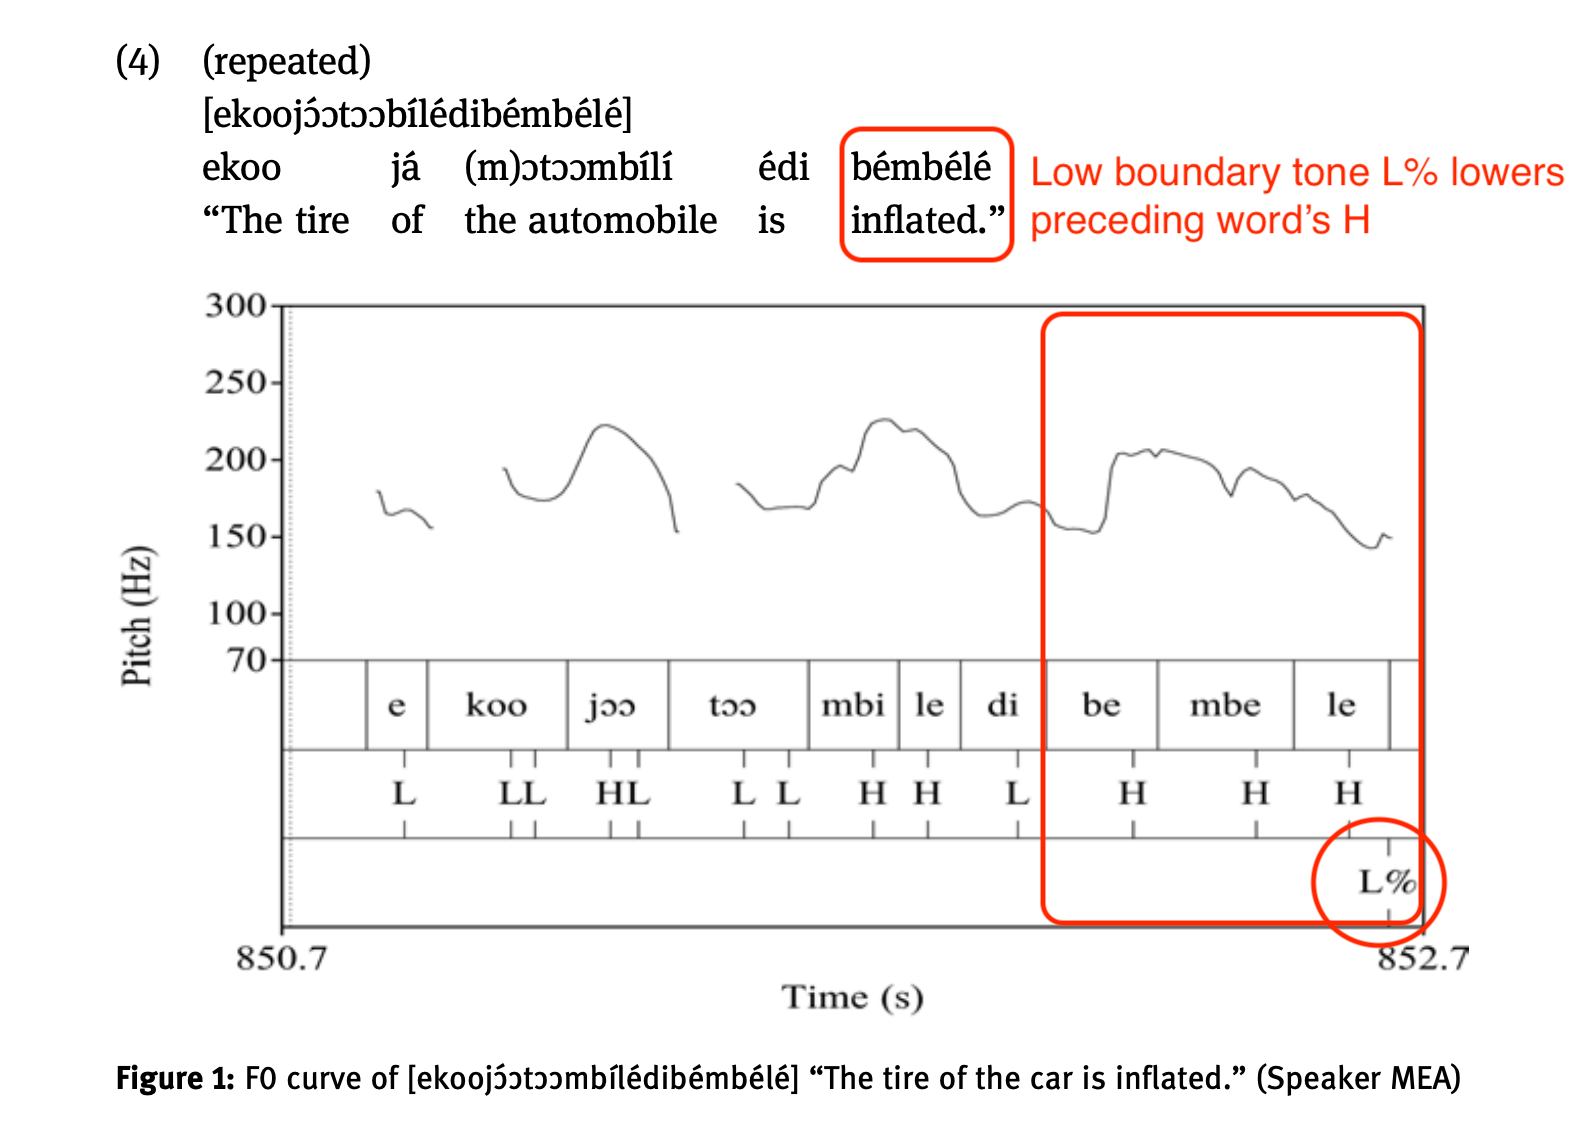 (4) (repeated)
[ekoojɔ́ɔtɔɔbílédibémbélé]
ekoo já (m)ɔtɔɔmbílí édi bémbélé
“The tire of the automobile is inflated.”
Low boundary tone L% lowers
preceding word’s H
300
250
200
150
100
70
Pitch (Hz)
e koo jɔɔ tɔɔ mbi le di be mbe le
L LL HL L L H H L H H H
L%
850.7 852.7
Time (s)
Figure 1: F0 curve of [ekoojɔ́ɔtɔɔmbílédibémbélé] “The tire of the car is inflated.” (Speaker MEA)